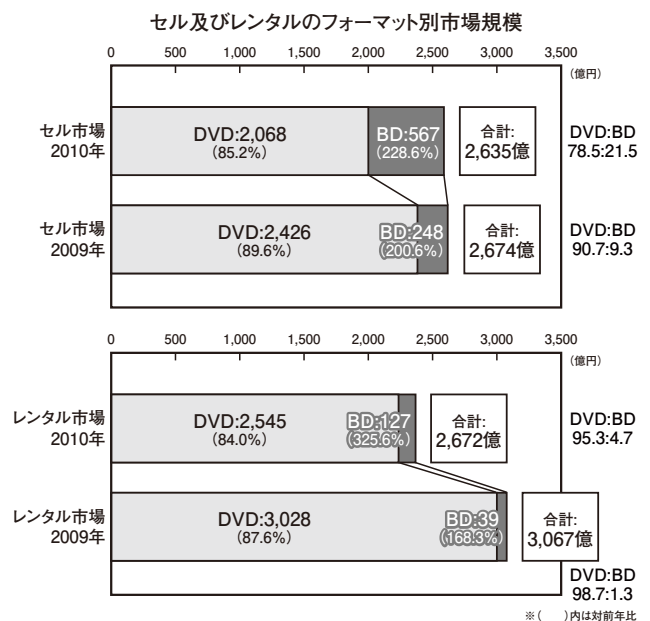 セル及びレンタルのフォーマット別市場規模
0 500 1,000 1,500 2,000 2,500 3,000 3,500
(億円)
セル市場
2010年
DVD:2,068
(85.2%)
BD:567
(228.6%)
合計:
2,635億
DVD:BD
78.5:21.5
セル市場
2009年
DVD:2,426
(89.6%)
BD:248
(200.6%)
合計:
2,674億
DVD:BD
90.7:9.3
0 500 1,000 1,500 2,000 2,500 3,000 3,500
(億円)
レンタル市場
2010年
DVD:2,545
(84.0%)
BD:127
(325.6%)
合計:
2,672億
DVD:BD
95.3:4.7
レンタル市場
2009年
DVD:3,028
(87.6%)
BD:39
(168.3%)
合計:
3,067億
DVD:BD
98.7:1.3
※(　)内は対前年比